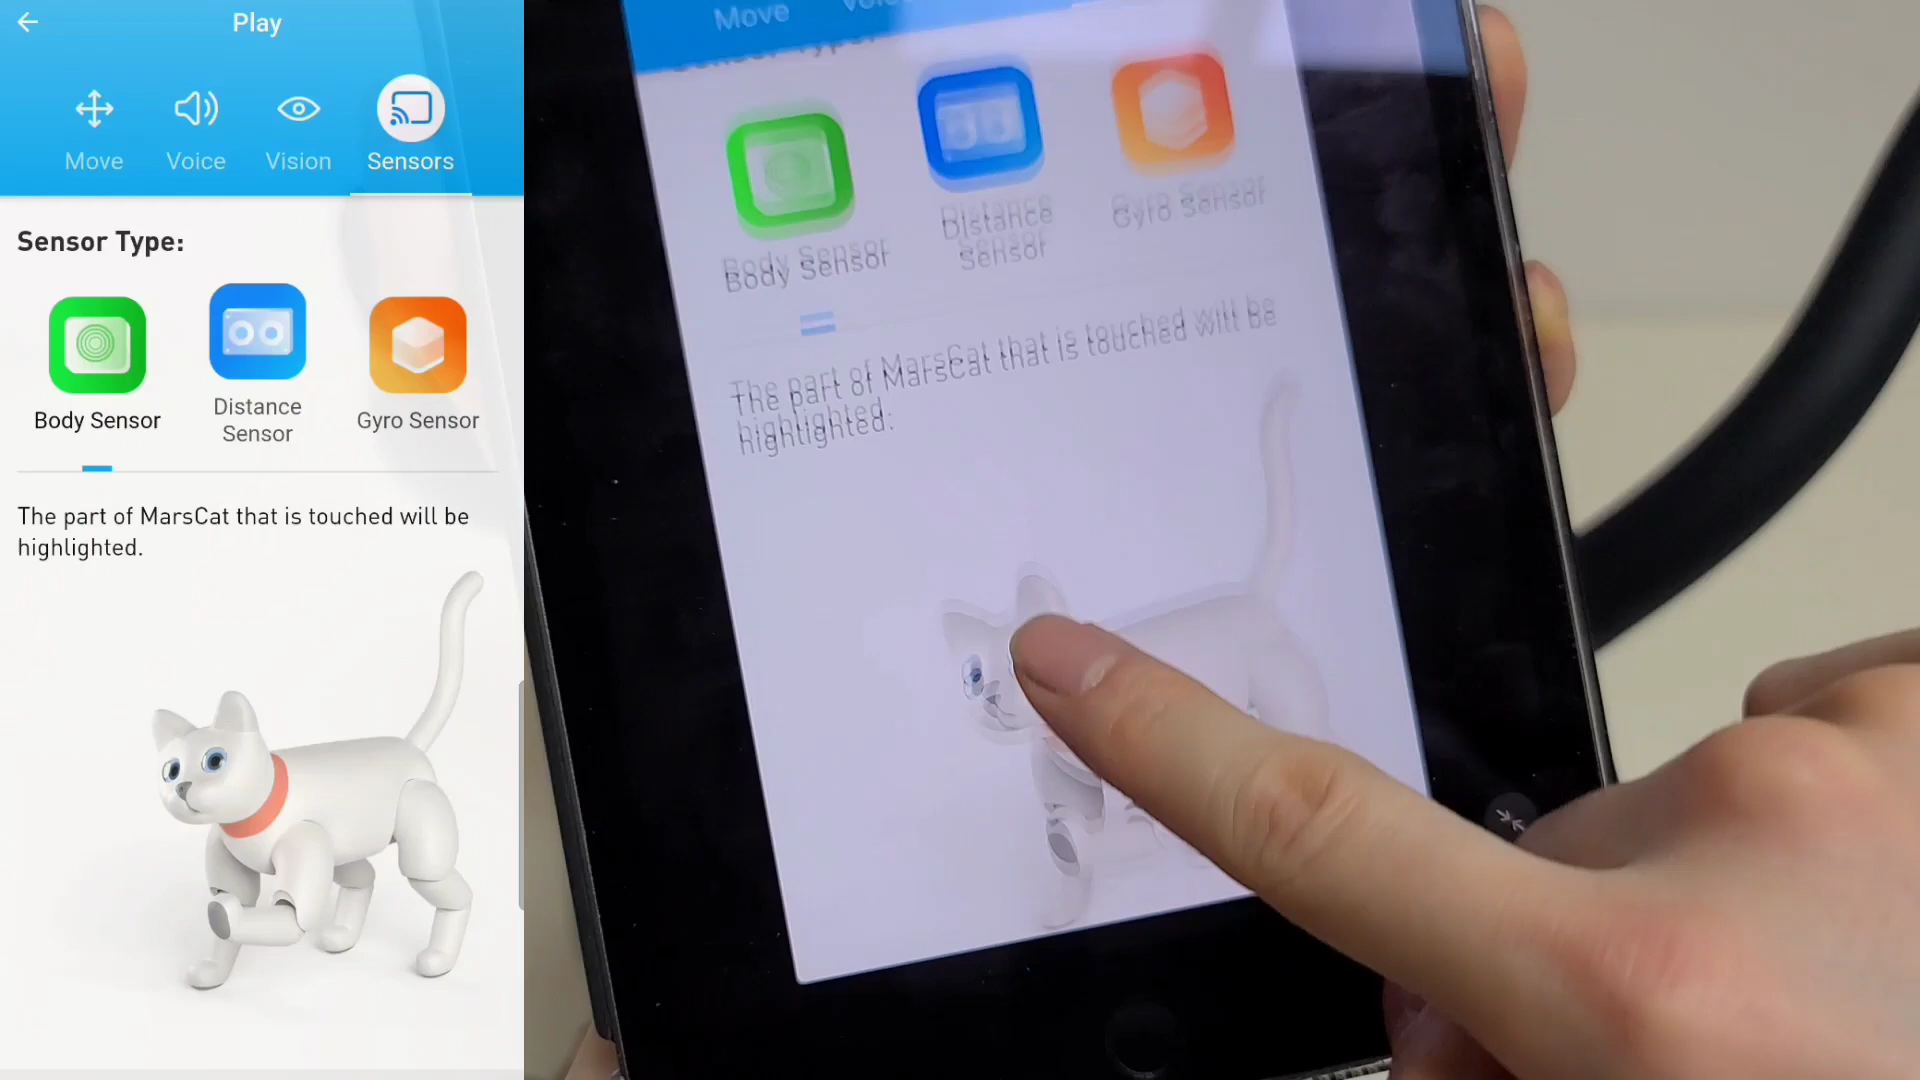 Play
Move Voice Vision Sensors
Sensor Type:
Body Sensor
Distance
Sensor
Gyro Sensor
The part of MarsCat that is touched will be
highlighted.
Move
Sensor Type:
Body Sensor
Distance
Sensor
Gyro Sensor
The part of MarsCat that is touched will be
highlighted.